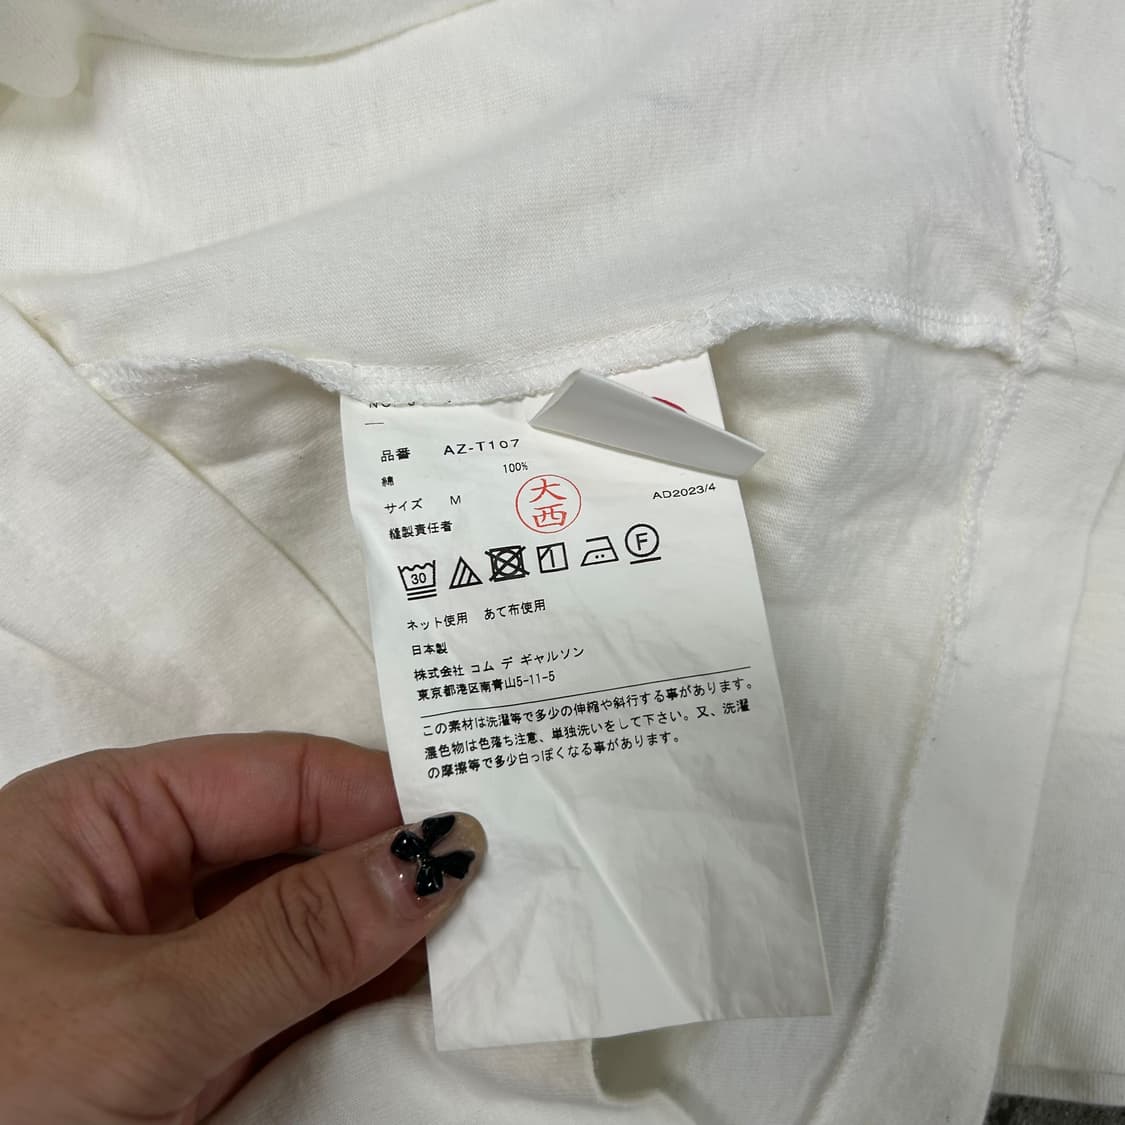 品番 AZ-T107
綿 100%
サイズ M
大西
AD2023/4
縫製責任者
30
F
ネット使用 あて布使用
日本製
株式会社 コム デ ギャルソン
東京都港区南青山5-11-5
この素材は洗濯等で多少の伸縮や斜行する事があります。
濃色物は色落ち注意、単独洗いをして下さい。又、洗濯
の摩擦等で多少白っぽくなる事があります。